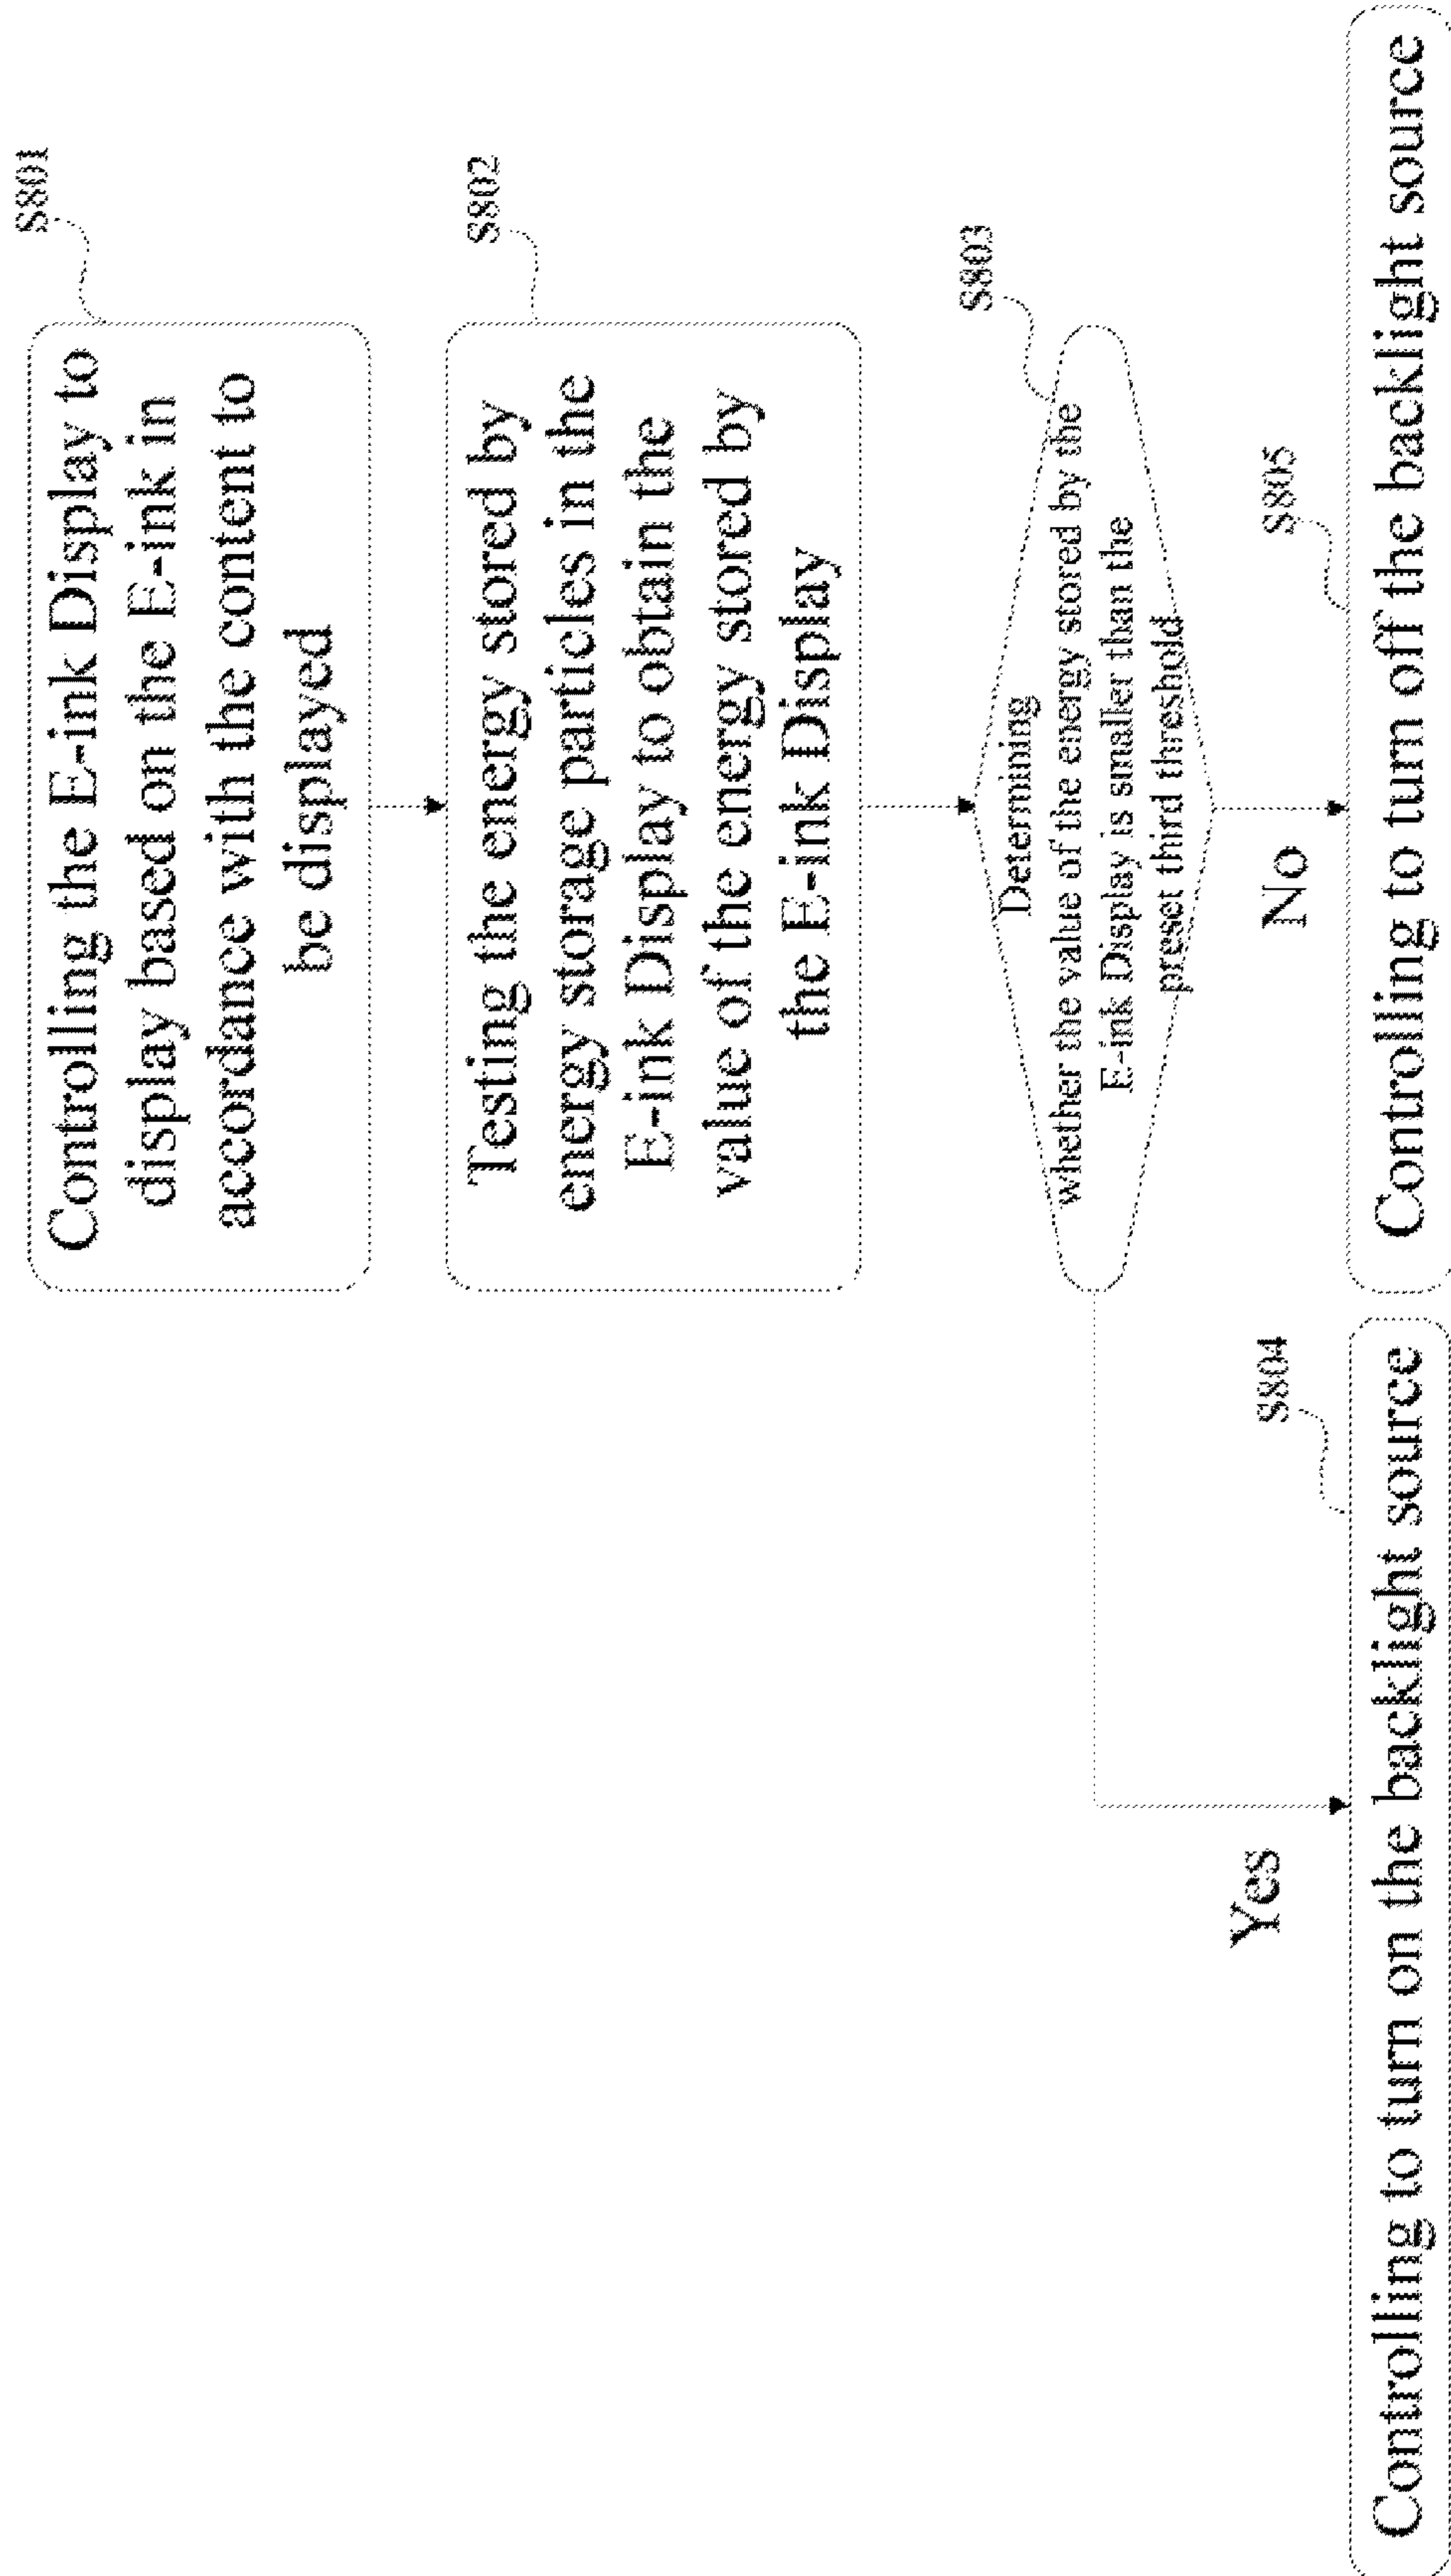 S801
Controlling the E-ink Display to
display based on the E-ink in
accordance with the content to
be displayed
S802
Testing the energy stored by
energy storage particles in the
E-ink Display to obtain the
value of the energy stored by
the E-ink Display
S803
Determining
whether the value of the energy stored by the
E-ink Display is smaller than the
preset third threshold
Yes
No
S804
S805
Controlling to turn on the backlight source
Controlling to turn off the backlight source